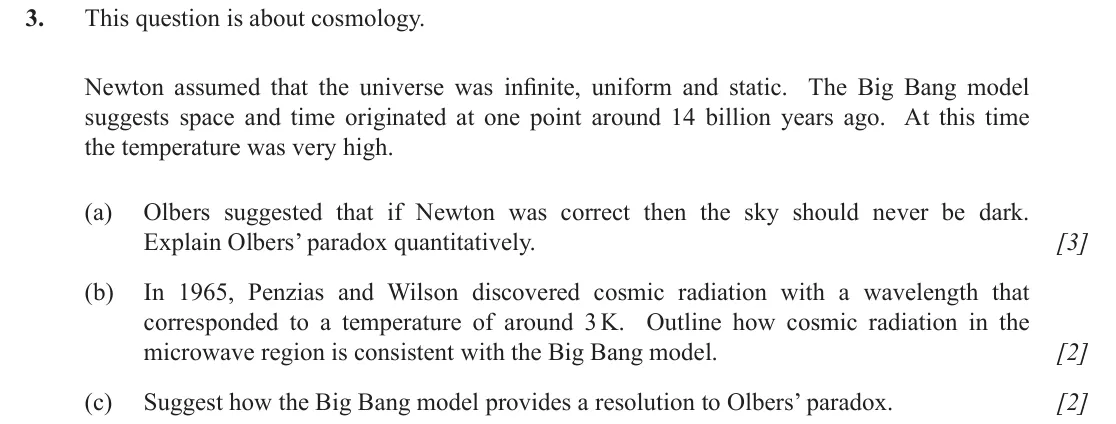 3. This question is about cosmology.
Newton assumed that the universe was infinite, uniform and static. The Big Bang model
suggests space and time originated at one point around 14 billion years ago. At this time
the temperature was very high.
(a) Olbers suggested that if Newton was correct then the sky should never be dark.
Explain Olbers’ paradox quantitatively. [3]
(b) In 1965, Penzias and Wilson discovered cosmic radiation with a wavelength that
corresponded to a temperature of around 3 K. Outline how cosmic radiation in the
microwave region is consistent with the Big Bang model. [2]
(c) Suggest how the Big Bang model provides a resolution to Olbers’ paradox. [2]